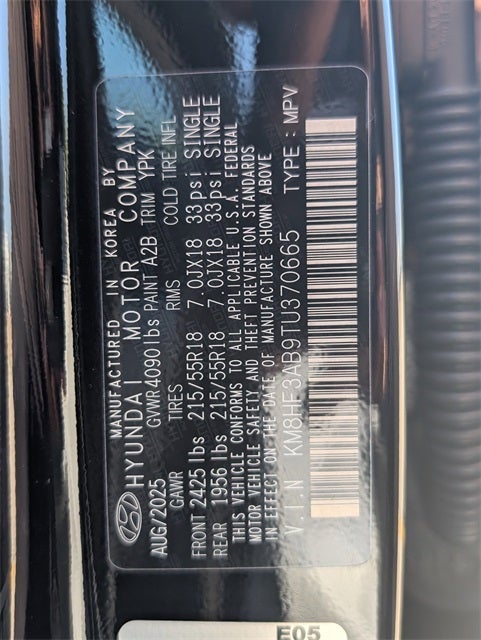 MANUFACTURED IN KOREA BY
HYUNDAI MOTOR COMPANY
AUG/2025 GVWR 4090lbs PAINT A2B TRIM YPK
GAWR TIRES RIMS COLD TIRE INFL
FRONT 2425 lbs 215/55R18 7.0JX18 33psi SINGLE
REAR 1956 lbs 215/55R18 7.0JX18 33psi SINGLE
THIS VEHICLE CONFORMS TO ALL APPLICABLE U.S.A. FEDERAL
MOTOR VEHICLE SAFETY AND THEFT PREVENTION STANDARDS
IN EFFECT ON THE DATE OF MANUFACTURE SHOWN ABOVE
V.I.N KM8HF3AB9TU370665 TYPE : MPV
E05